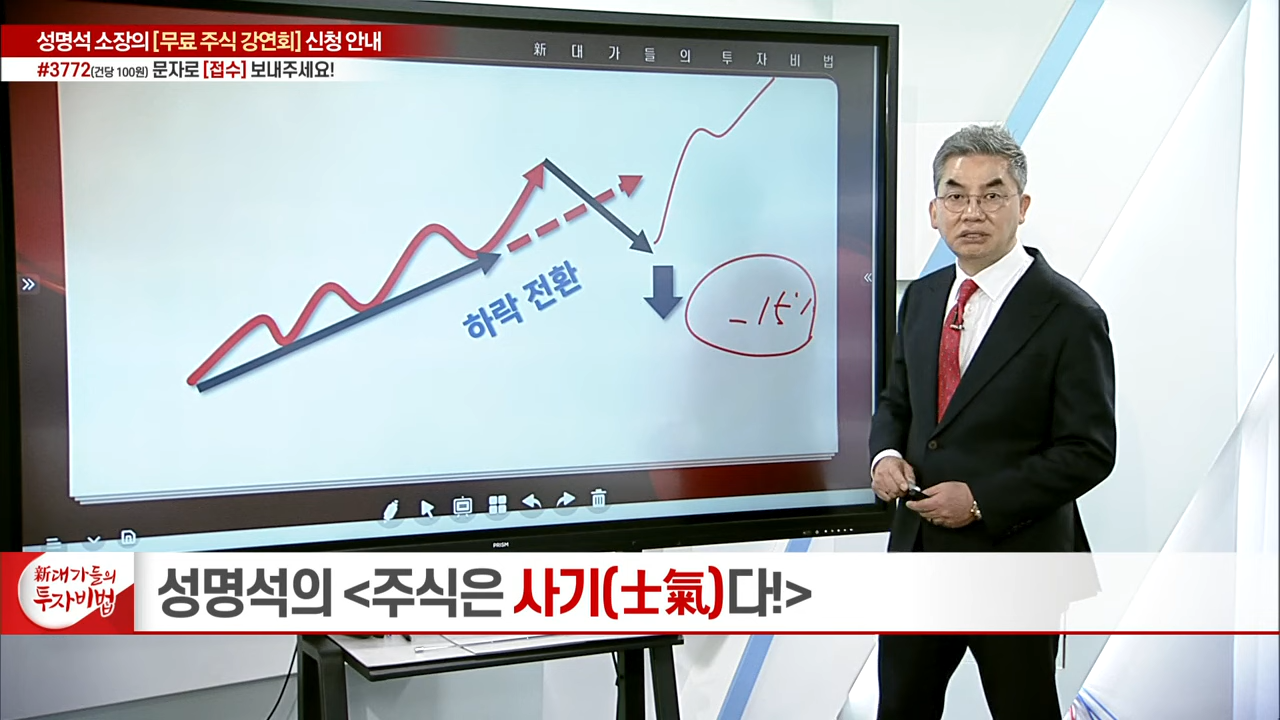 성명석 소장의 [무료 주식 강연회] 신청 안내
#3772(건당 100원) 문자로 [접수] 보내주세요!
新 대 가 들 의 투 자 비 법
하락 전환
-15%
PRISM
新대가들의
투자비법
성명석의 <주식은 사기(士氣)다!>